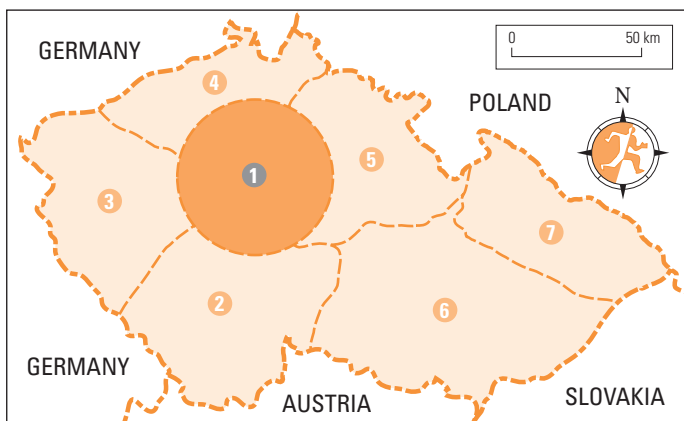 GERMANY
0 50 km
4
POLAND
N
5
1
3
7
2
6
GERMANY
AUSTRIA
SLOVAKIA